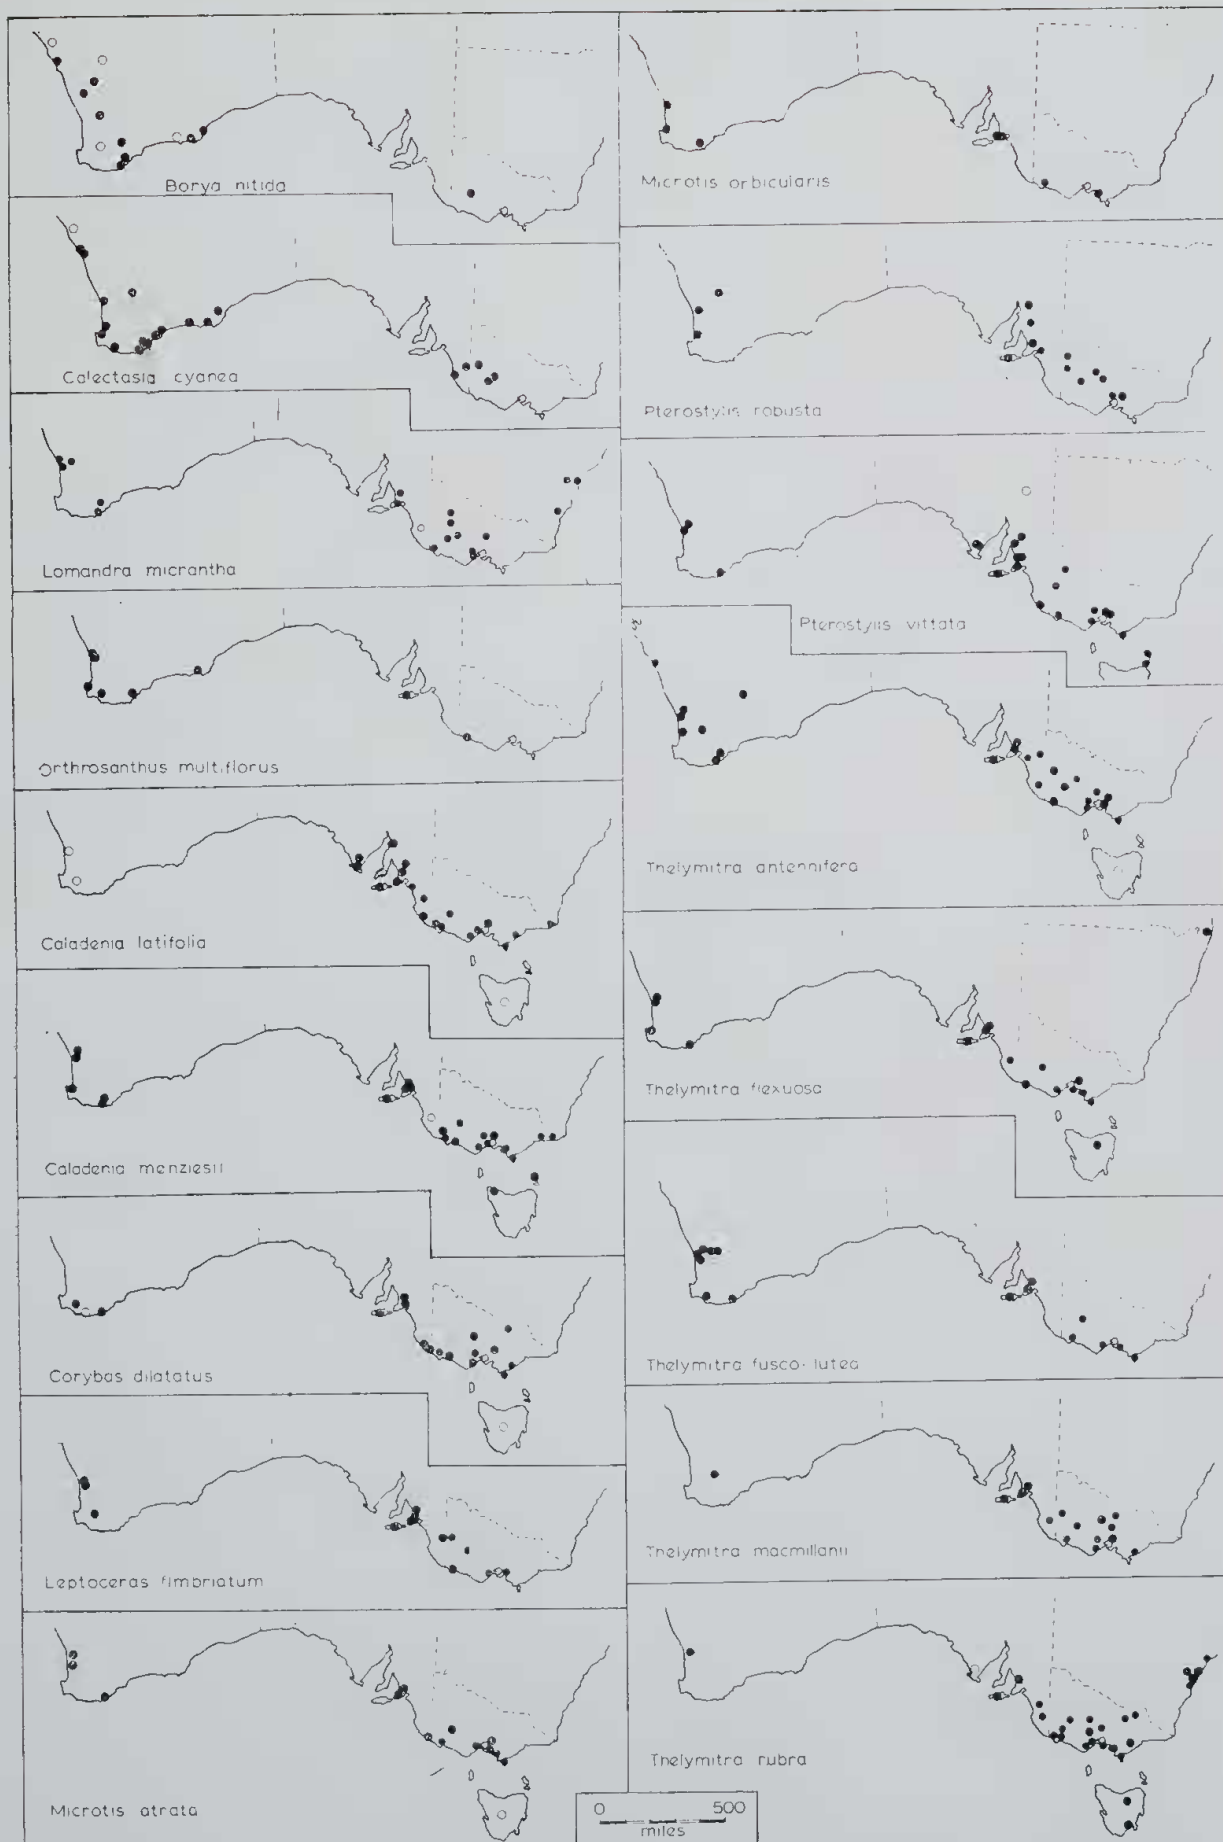 Borya nitida
Calectasia cyanea
Lomandra micrantha
Orthrosanthus multiflorus
Caladenia latifolia
Caladenia menziesii
Corybas dilatatus
Leptoceras fimbriatum
Microtis atrata
Microtis orbicularis
Pterostylis robusta
Pterostylis vittata
Thelymitra antennifera
Thelymitra flexuosa
Thelymitra fusco-lutea
Thelymitra macmillanii
Thelymitra rubra
0 500
miles